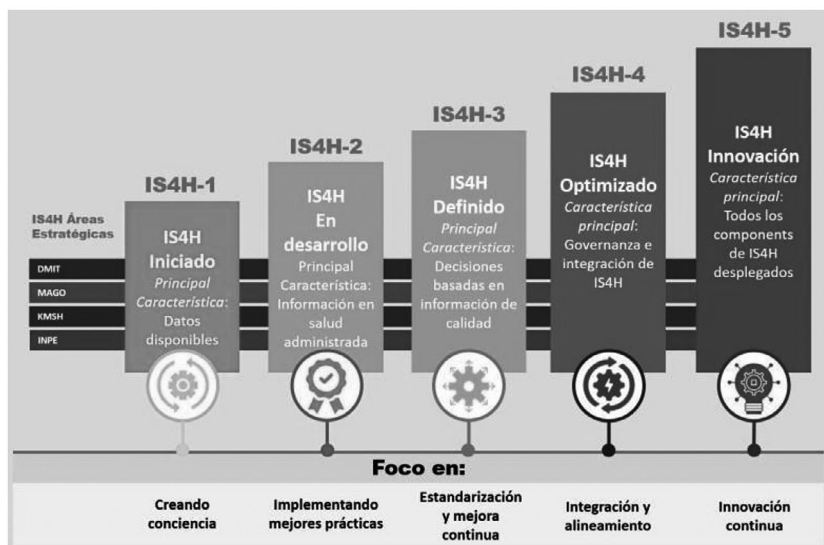 IS4H-1
IS4H-2
IS4H-3
IS4H-4
IS4H-5
IS4H Áreas
Estratégicas
DMIT
MAGO
KMSH
INPE
IS4H
Iniciado
Principal
Característica:
Datos
disponibles
IS4H
En
desarrollo
Principal
Característica:
Información en
salud
administrada
IS4H
Definido
Principal
Característica:
Decisiones
basadas en
información de
calidad
IS4H
Optimizado
Característica
principal:
Governanza e
integración de
IS4H
IS4H
Innovación
Característica
principal:
Todos los
components
de IS4H
desplegados
Foco en:
Creando
conciencia
Implementando
mejores prácticas
Estandarización
y mejora
continua
Integración y
alineamiento
Innovación
continua